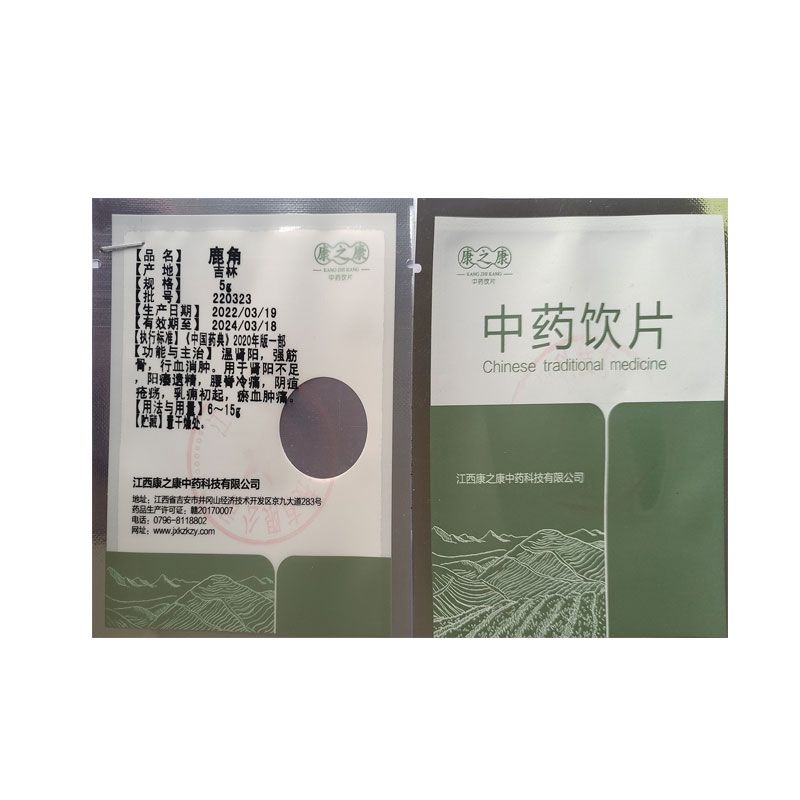 【品名】 鹿角
【产地】 吉林
【规格】 5g
【批号】 220323
【生产日期】 2022/03/19
【有效期至】 2024/03/18
【执行标准】《中国药典》2020年版一部
【功能与主治】温肾阳，强筋
骨，行血消肿。用于肾阳不足
，阳痿遗精，腰脊冷痛，阴疽
疮疡，乳痈初起，瘀血肿痛。
【用法与用量】6～15g
【贮藏】置干燥处。
康之康
KANG ZHI KANG
中药饮片
江西康之康中药科技有限公司
地址：江西省吉安市井冈山经济技术开发区京九大道283号
药品生产许可证：赣20170007
电话：0796-8118802
网址：www.jxkzkzy.com
康之康
KANG ZHI KANG
中药饮片
中药饮片
Chinese traditional medicine
江西康之康中药科技有限公司